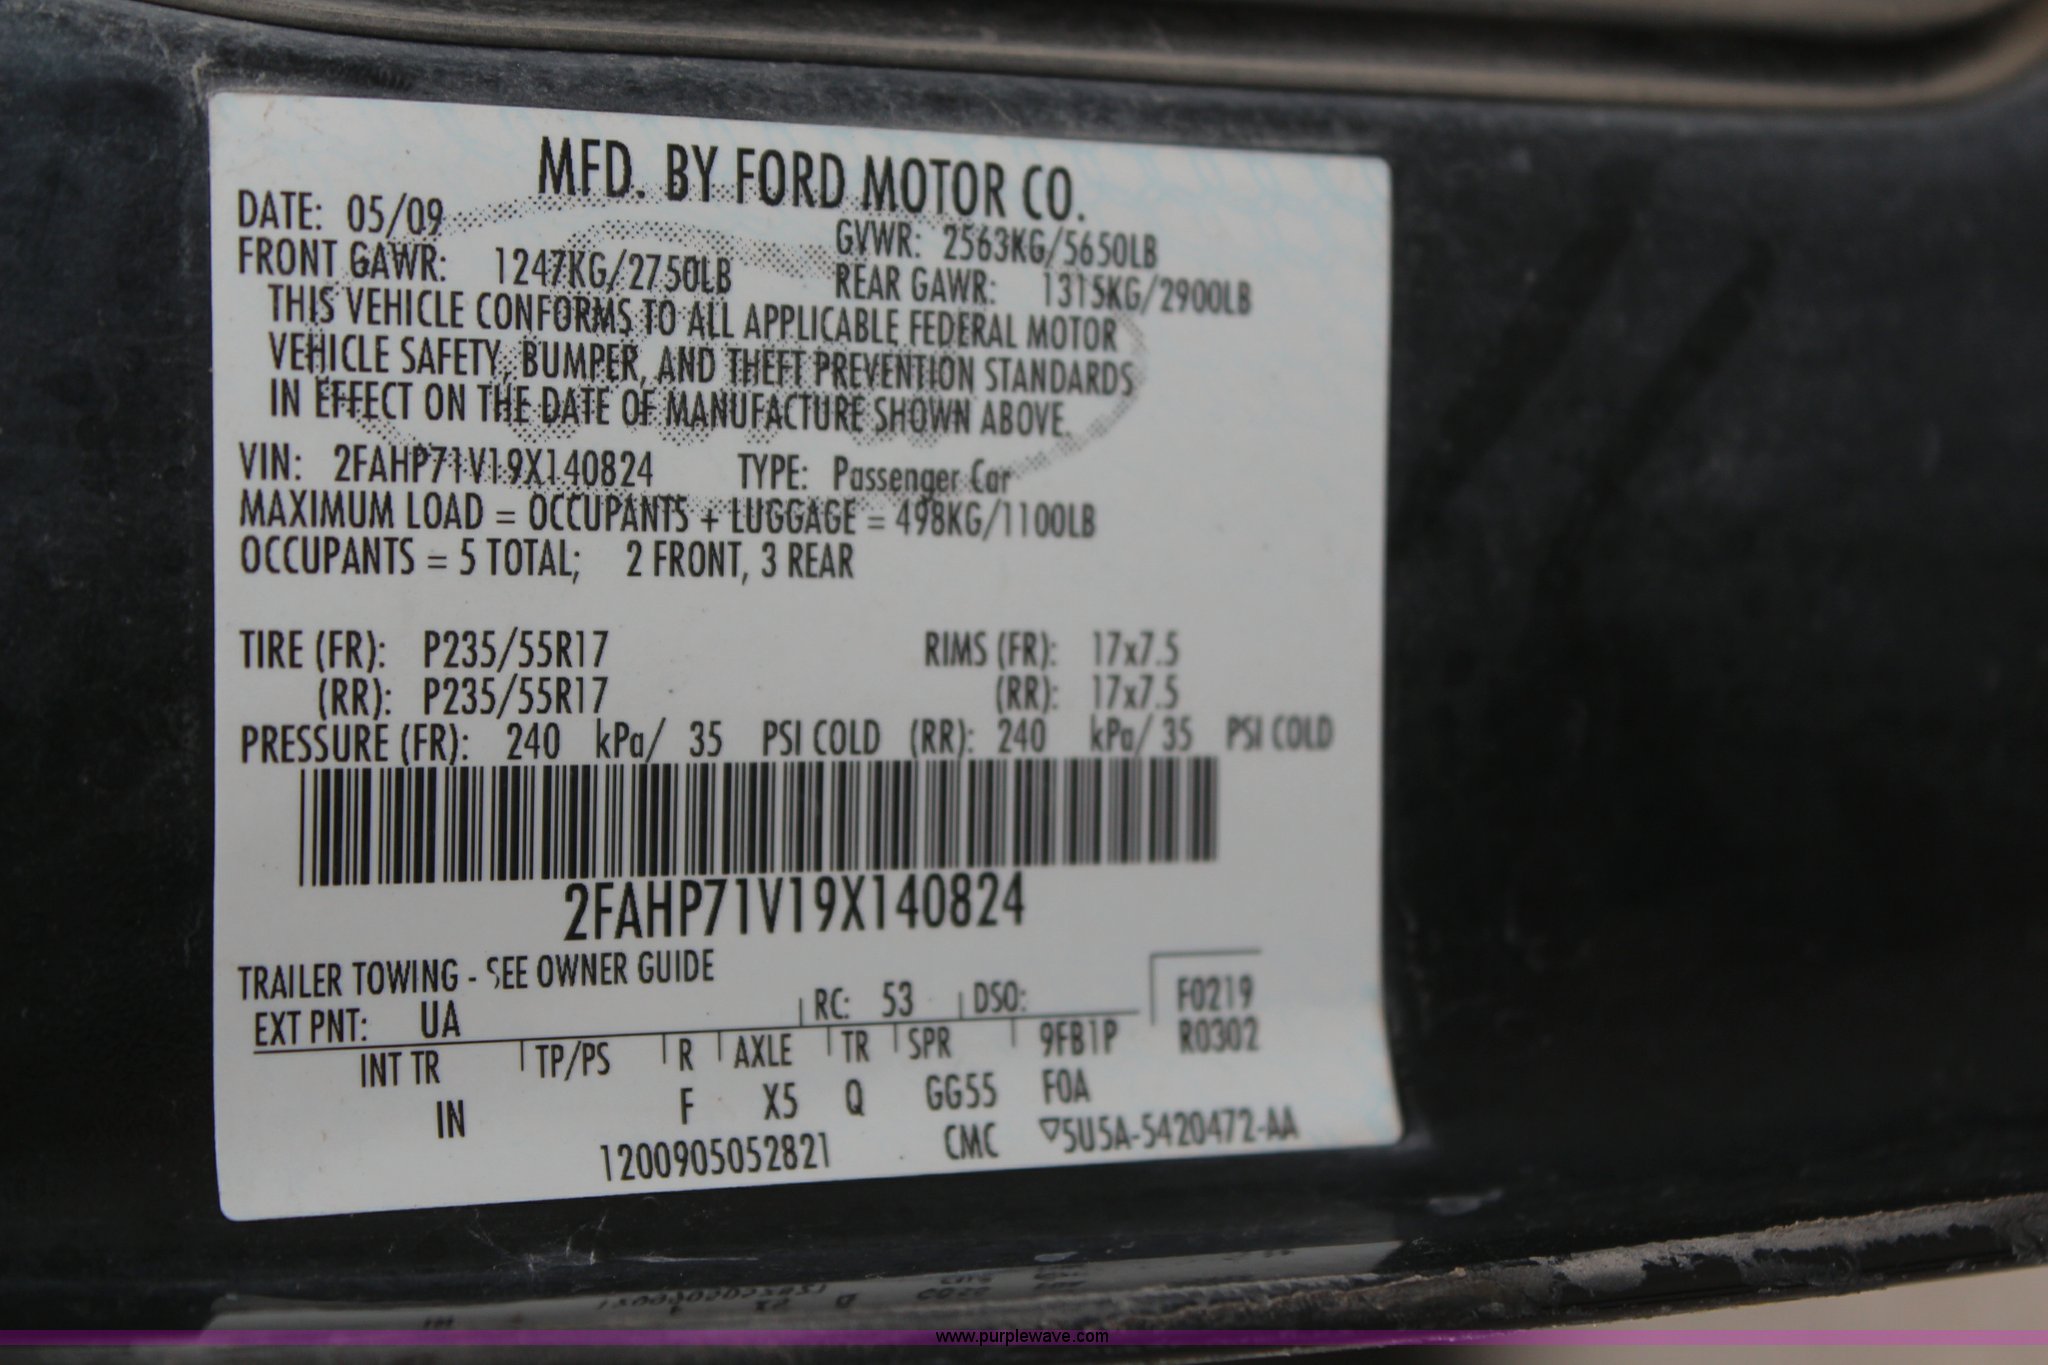 MFD. BY FORD MOTOR CO.
DATE: 05/09 GVWR: 2563KG/5650LB
FRONT GAWR: 1247KG/2750LB REAR GAWR: 1315KG/2900LB
THIS VEHICLE CONFORMS TO ALL APPLICABLE FEDERAL MOTOR
VEHICLE SAFETY, BUMPER, AND THEFT PREVENTION STANDARDS
IN EFFECT ON THE DATE OF MANUFACTURE SHOWN ABOVE.
VIN: 2FAHP71V19X140824 TYPE: Passenger Car
MAXIMUM LOAD = OCCUPANTS + LUGGAGE = 498KG/1100LB
OCCUPANTS = 5 TOTAL; 2 FRONT, 3 REAR
TIRE (FR): P235/55R17 RIMS (FR): 17x7.5
(RR): P235/55R17 (RR): 17x7.5
PRESSURE (FR): 240 kPa/ 35 PSI COLD (RR): 240 kPa/ 35 PSI COLD
2FAHP71V19X140824
TRAILER TOWING - SEE OWNER GUIDE
EXT PNT: UA RC: 53 DSO: F0219
INT TR TP/PS R AXLE TR SPR 9FB1P R0302
IN F X5 Q GG55 F0A
1200905052821 CMC ▽5U5A-5420472-AA
www.purplewave.com